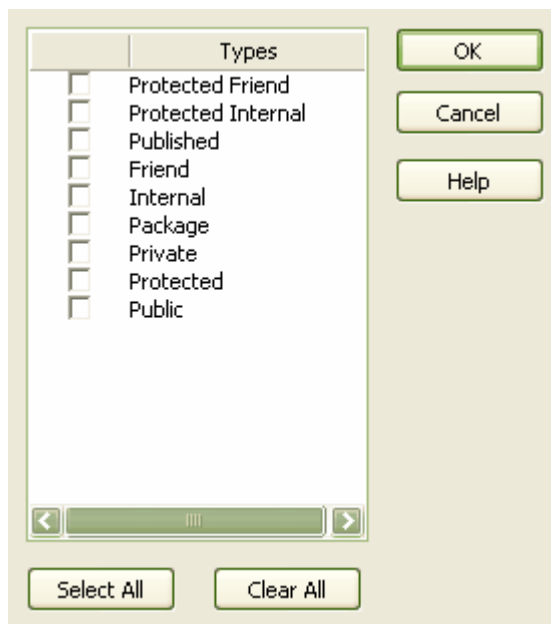 Types
Protected Friend
Protected Internal
Published
Friend
Internal
Package
Private
Protected
Public
OK
Cancel
Help
Select All
Clear All